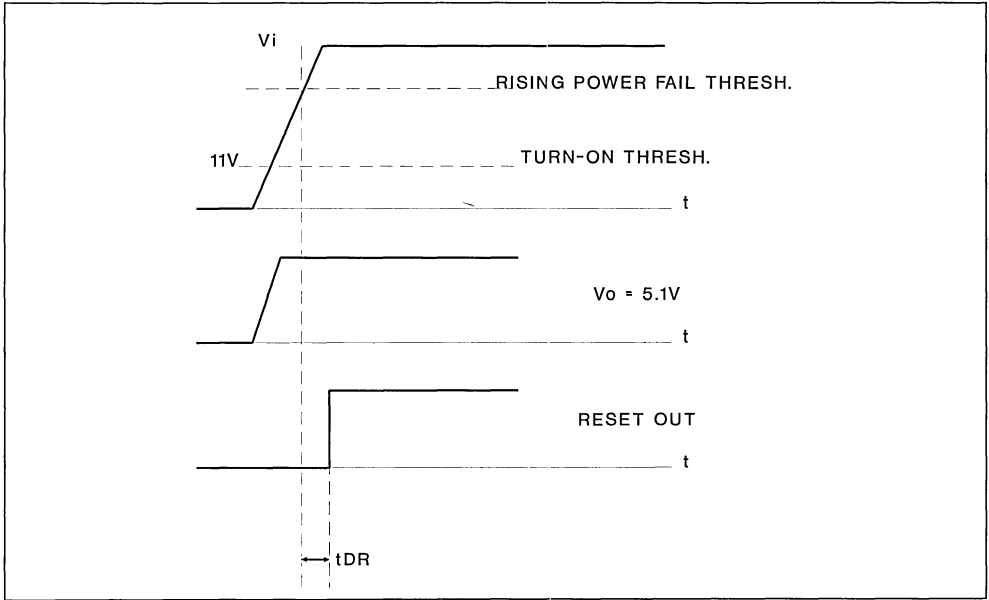 Vi
RISING POWER FAIL THRESH.
11V
TURN-ON THRESH.
t
Vo = 5.1V
t
RESET OUT
t
tDR